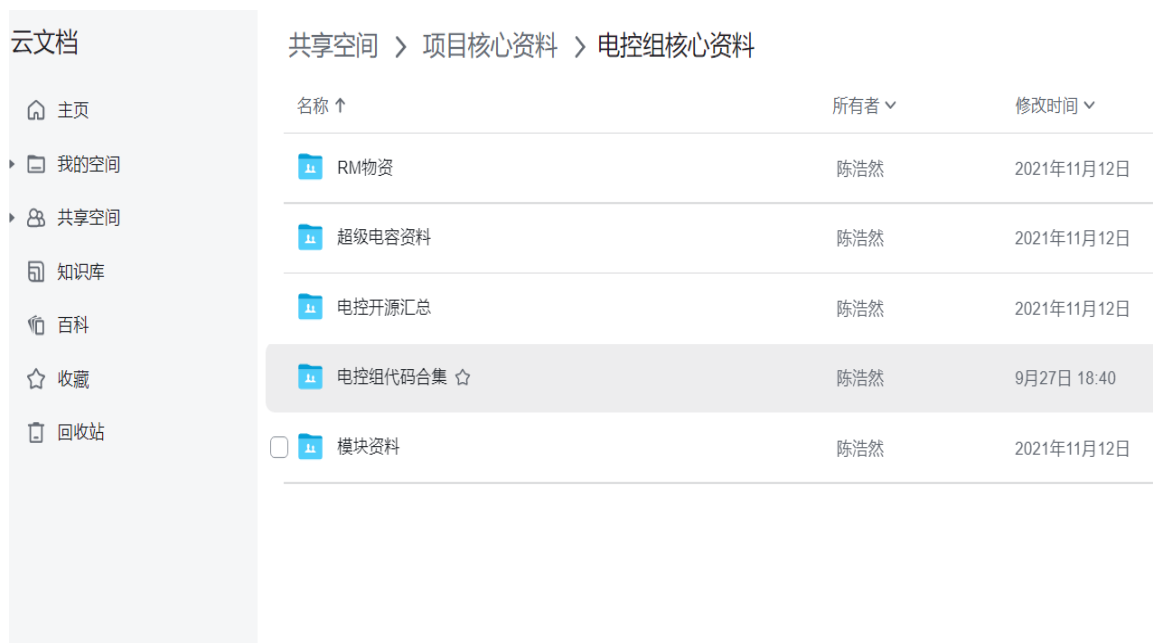 云文档
主页
我的空间
共享空间
知识库
百科
收藏
回收站
共享空间 > 项目核心资料 > 电控组核心资料
名称 所有者 修改时间
RM物资 陈浩然 2021年11月12日
超级电容资料 陈浩然 2021年11月12日
电控开源汇总 陈浩然 2021年11月12日
电控组代码合集 陈浩然 9月27日 18:40
模块资料 陈浩然 2021年11月12日